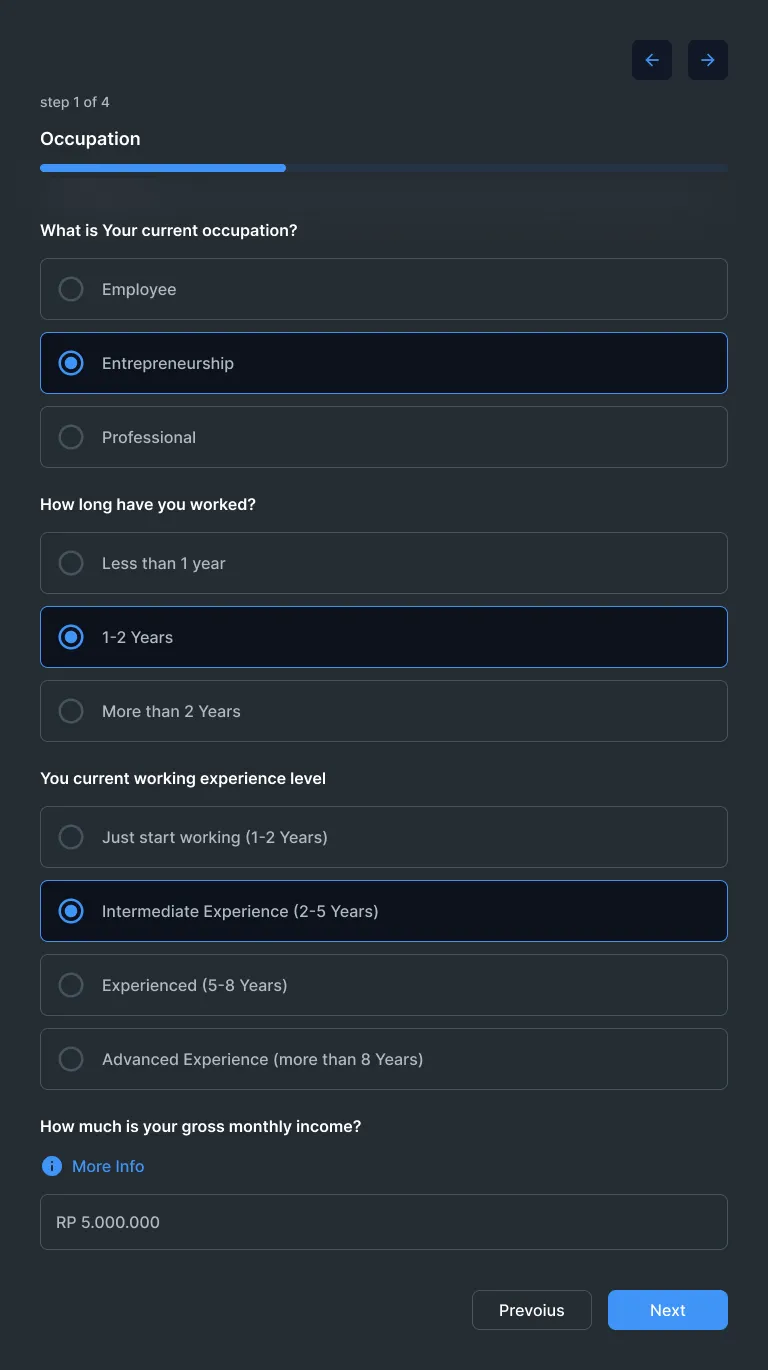 step 1 of 4
Occupation
What is Your current occupation?
Employee
Entrepreneurship
Professional
How long have you worked?
Less than 1 year
1-2 Years
More than 2 Years
You current working experience level
Just start working (1-2 Years)
Intermediate Experience (2-5 Years)
Experienced (5-8 Years)
Advanced Experience (more than 8 Years)
How much is your gross monthly income?
More Info
RP 5.000.000
Prevoius
Next